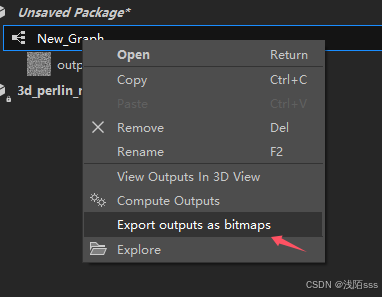 Unsaved Package*
New_Graph
outp
3d_perlin_n
Open Return
Copy Ctrl+C
Paste Ctrl+V
Remove Del
Rename F2
View Outputs In 3D View
Compute Outputs
Export outputs as bitmaps
Explore
CSDN @浅陌sss